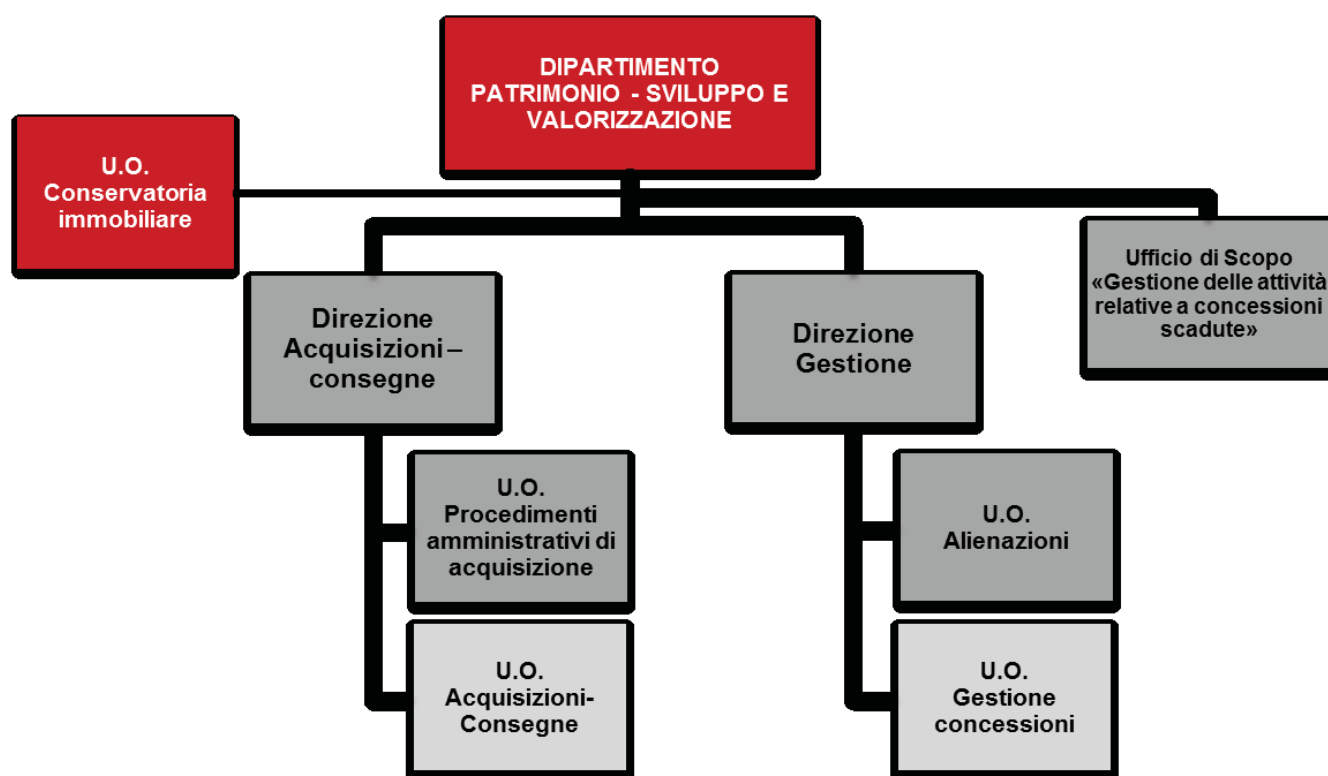 DIPARTIMENTO
PATRIMONIO - SVILUPPO E
VALORIZZAZIONE
U.O.
Conservatoria
immobiliare
Ufficio di Scopo
«Gestione delle attività
relative a concessioni
scadute»
Direzione
Acquisizioni –
consegne
Direzione
Gestione
U.O.
Procedimenti
amministrativi di
acquisizione
U.O.
Alienazioni
U.O.
Acquisizioni-
Consegne
U.O.
Gestione
concessioni